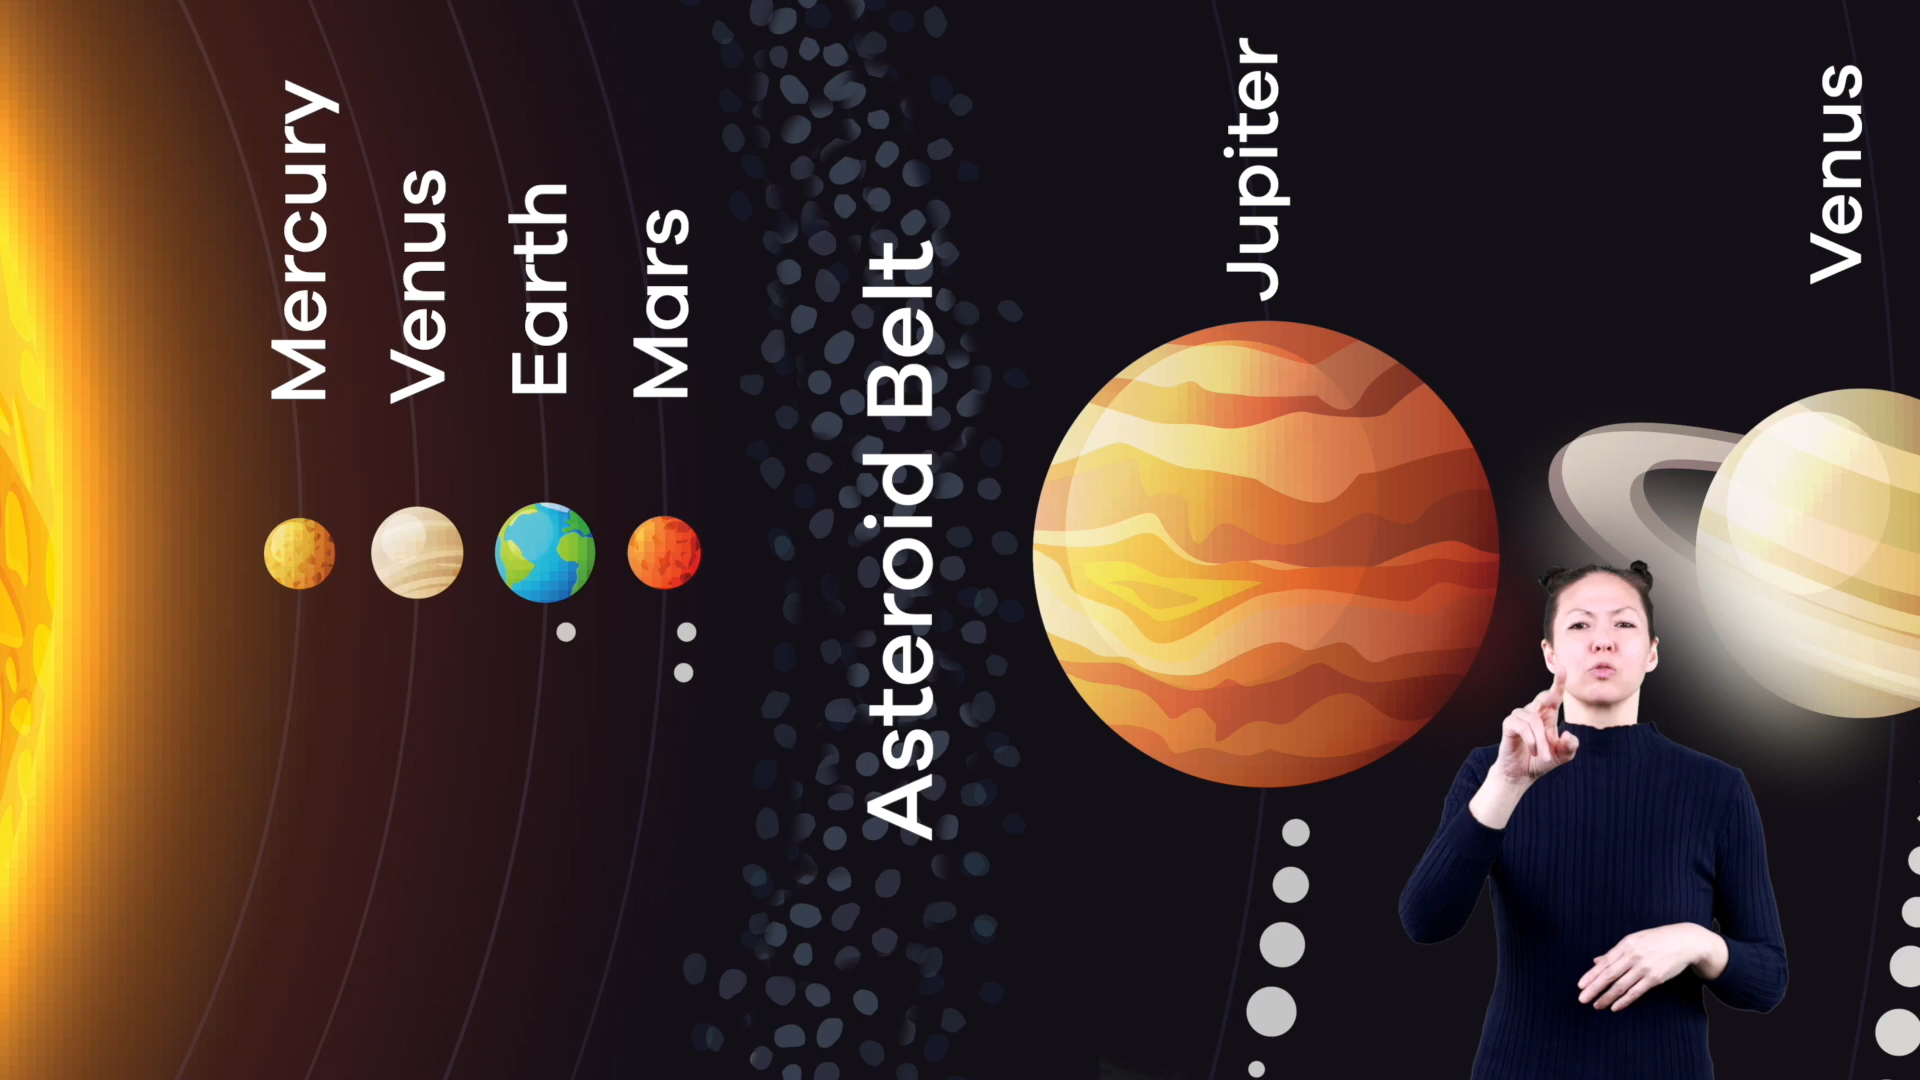 Mercury
Venus
Earth
Mars
Asteroid Belt
Jupiter
Venus